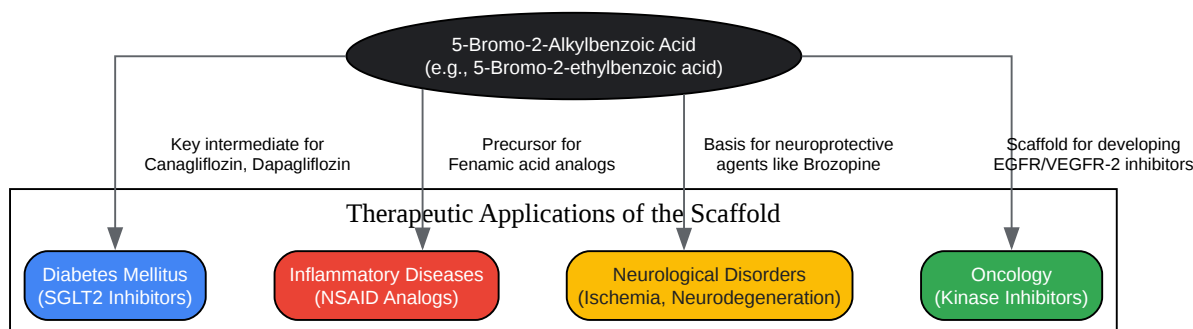 5-Bromo-2-Alkylbenzoic Acid
(e.g., 5-Bromo-2-ethylbenzoic acid)
Key intermediate for
Canagliflozin, Dapagliflozin
Precursor for
Fenamic acid analogs
Basis for neuroprotective
agents like Brozopine
Scaffold for developing
EGFR/VEGFR-2 inhibitors
Therapeutic Applications of the Scaffold
Diabetes Mellitus
(SGLT2 Inhibitors)
Inflammatory Diseases
(NSAID Analogs)
Neurological Disorders
(Ischemia, Neurodegeneration)
Oncology
(Kinase Inhibitors)